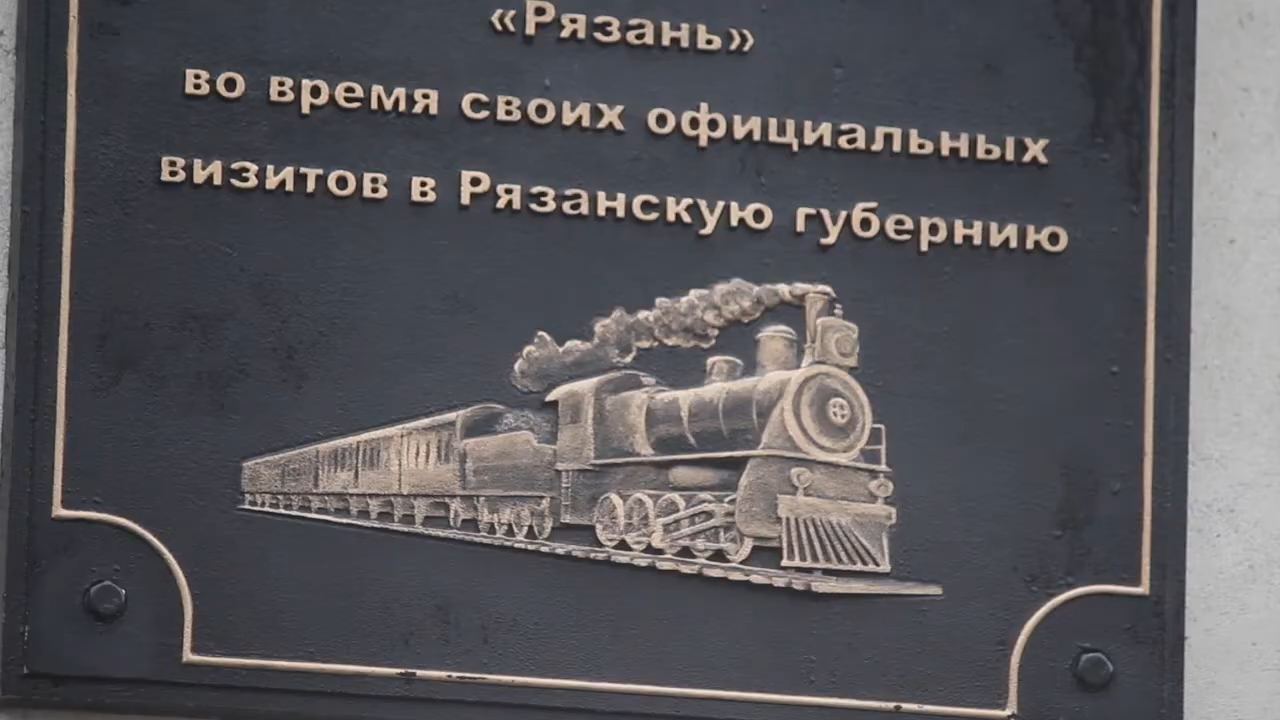 «Рязань»
во время своих официальных
визитов в Рязанскую губернию